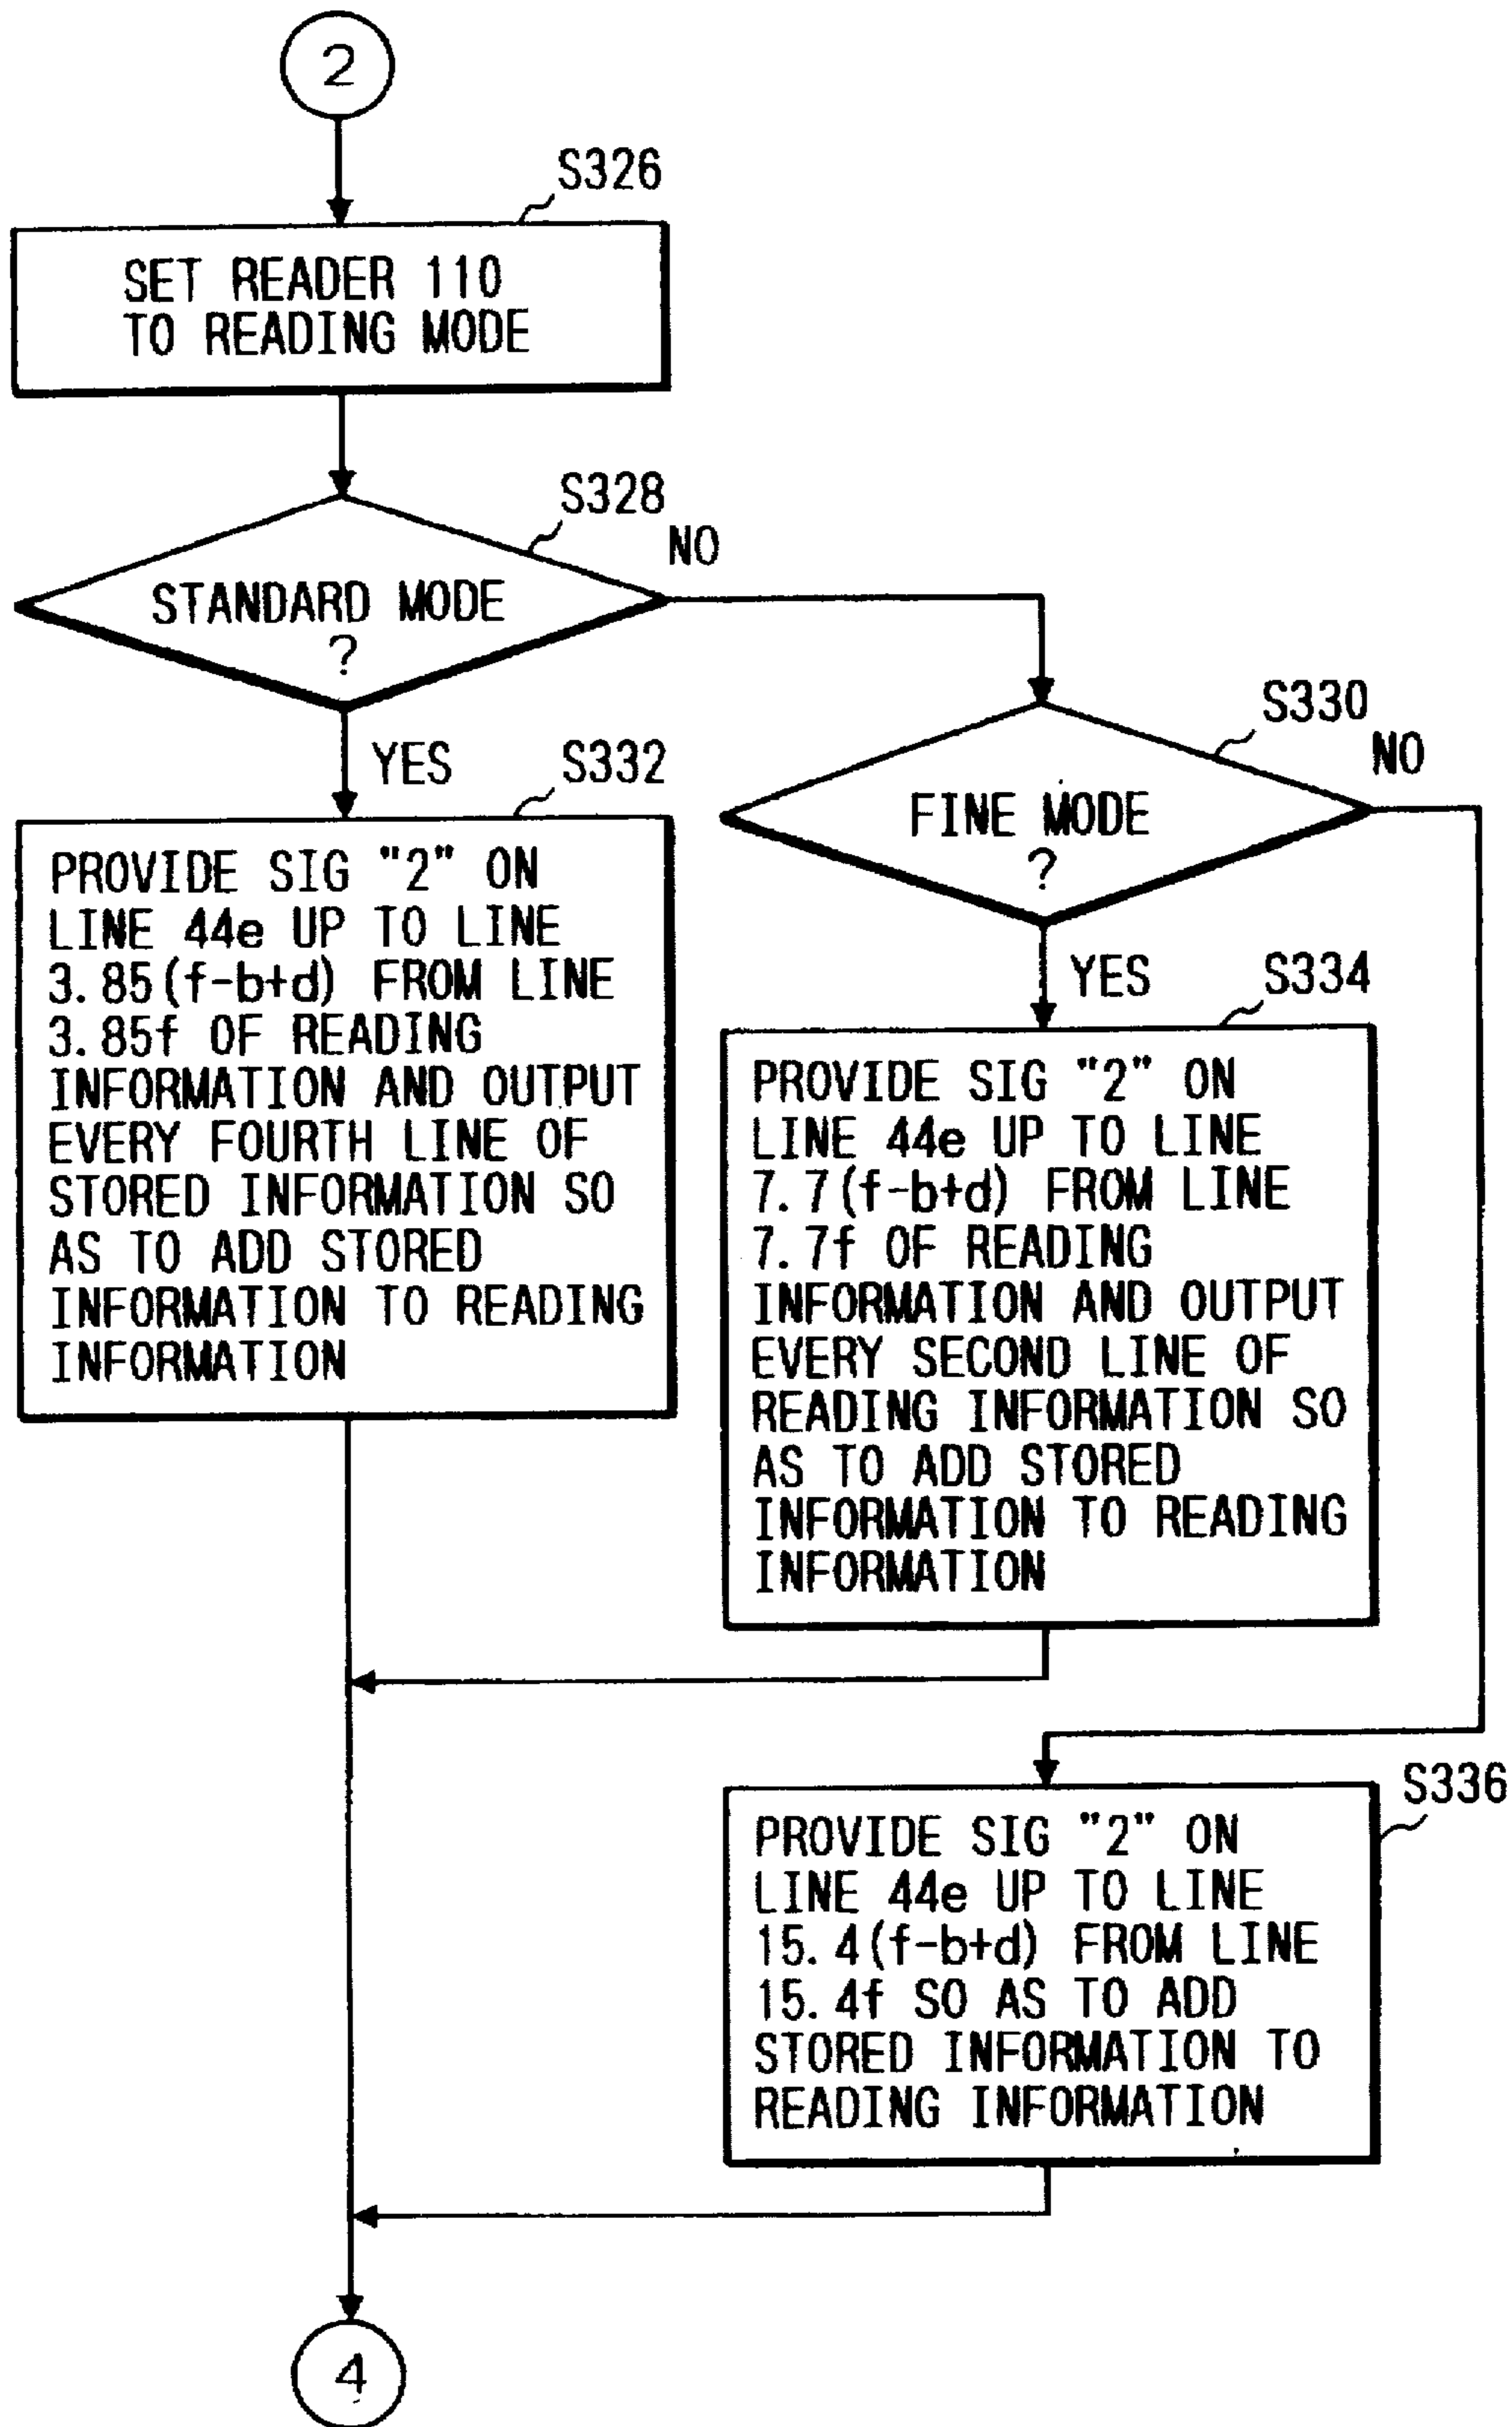 2
S326
SET READER 110
TO READING MODE
S328
NO
STANDARD MODE
?
YES
S332
PROVIDE SIG "2" ON
LINE 44e UP TO LINE
3.85(f-b+d) FROM LINE
3.85f OF READING
INFORMATION AND OUTPUT
EVERY FOURTH LINE OF
STORED INFORMATION SO
AS TO ADD STORED
INFORMATION TO READING
INFORMATION
S330
NO
FINE MODE
?
YES
S334
PROVIDE SIG "2" ON
LINE 44e UP TO LINE
7.7(f-b+d) FROM LINE
7.7f OF READING
INFORMATION AND OUTPUT
EVERY SECOND LINE OF
READING INFORMATION SO
AS TO ADD STORED
INFORMATION TO READING
INFORMATION
S336
PROVIDE SIG "2" ON
LINE 44e UP TO LINE
15.4(f-b+d) FROM LINE
15.4f SO AS TO ADD
STORED INFORMATION TO
READING INFORMATION
4